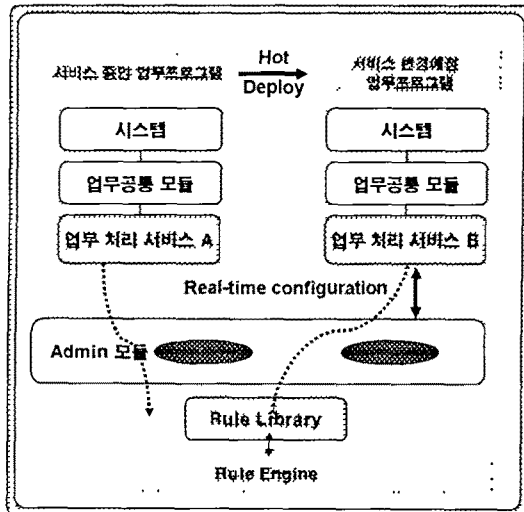 Hot
Deploy
서비스 중인 업무프로그램
서비스 변경예정
업무프로그램
시스템
시스템
업무공통 모듈
업무공통 모듈
업무 처리 서비스 A
업무 처리 서비스 B
Real-time configuration
Admin 모듈
Rule Library
Rule Engine